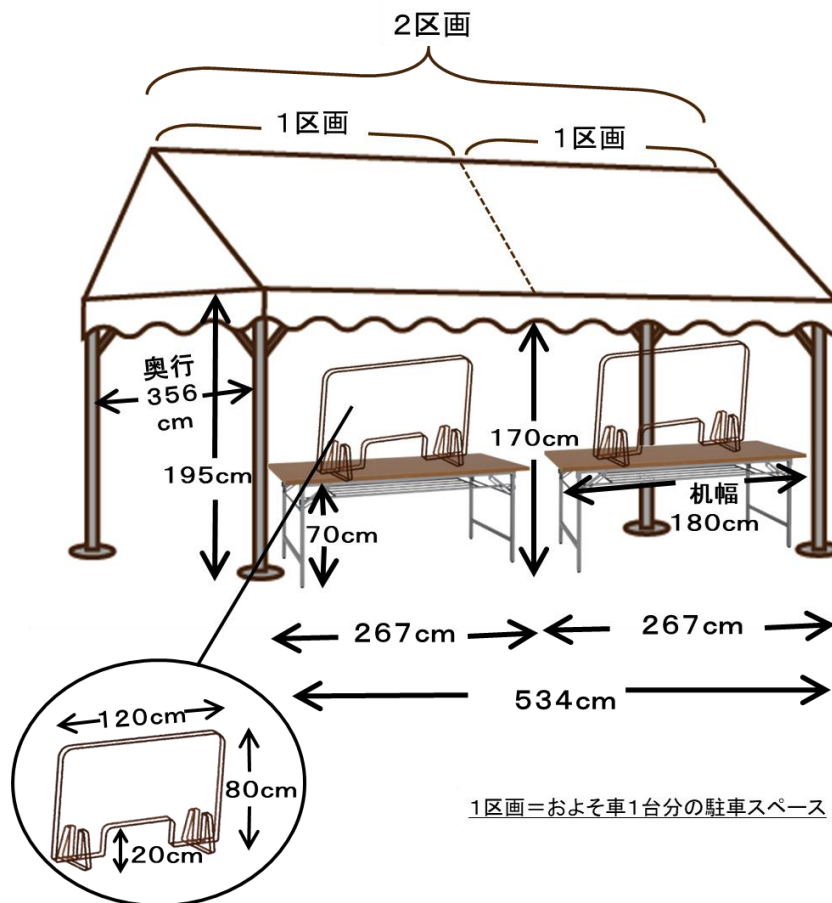 2区画
1区画
1区画
奥行
356
cm
195cm
170cm
70cm
机幅
180cm
267cm
267cm
534cm
120cm
80cm
20cm
1区画=およそ車1台分の駐車スペース